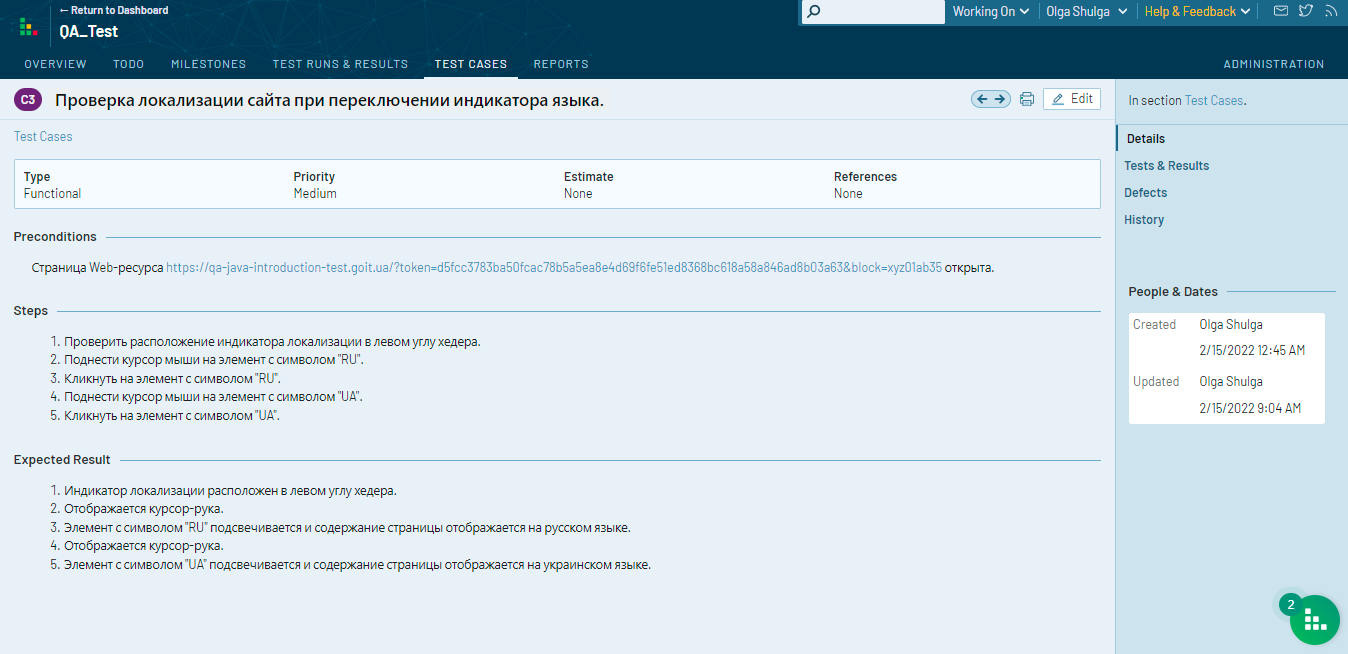 ← Return to Dashboard
QA_Test
Working On
Olga Shulga
Help & Feedback
OVERVIEW
TODO
MILESTONES
TEST RUNS & RESULTS
TEST CASES
REPORTS
ADMINISTRATION
C3
Проверка локализации сайта при переключении индикатора языка.
Edit
Test Cases
Type
Functional
Priority
Medium
Estimate
None
References
None
Preconditions
Страница Web-ресурса https://qa-java-introduction-test.goit.ua/?token=d5fcc3783ba50fcac78b5a5ea8e4d69f6fe51ed8368bc618a58a846ad8b03a63&block=xyz01ab35 открыта.
Steps
1. Проверить расположение индикатора локализации в левом углу хедера.
2. Поднести курсор мыши на элемент с символом "RU".
3. Кликнуть на элемент с символом "RU".
4. Поднести курсор мыши на элемент с символом "UA".
5. Кликнуть на элемент с символом "UA".
Expected Result
1. Индикатор локализации расположен в левом углу хедера.
2. Отображается курсор-рука.
3. Элемент с символом "RU" подсвечивается и содержание страницы отображается на русском языке.
4. Отображается курсор-рука.
5. Элемент с символом "UA" подсвечивается и содержание страницы отображается на украинском языке.
In section Test Cases.
Details
Tests & Results
Defects
History
People & Dates
Created
Olga Shulga
2/15/2022 12:45 AM
Updated
Olga Shulga
2/15/2022 9:04 AM
2